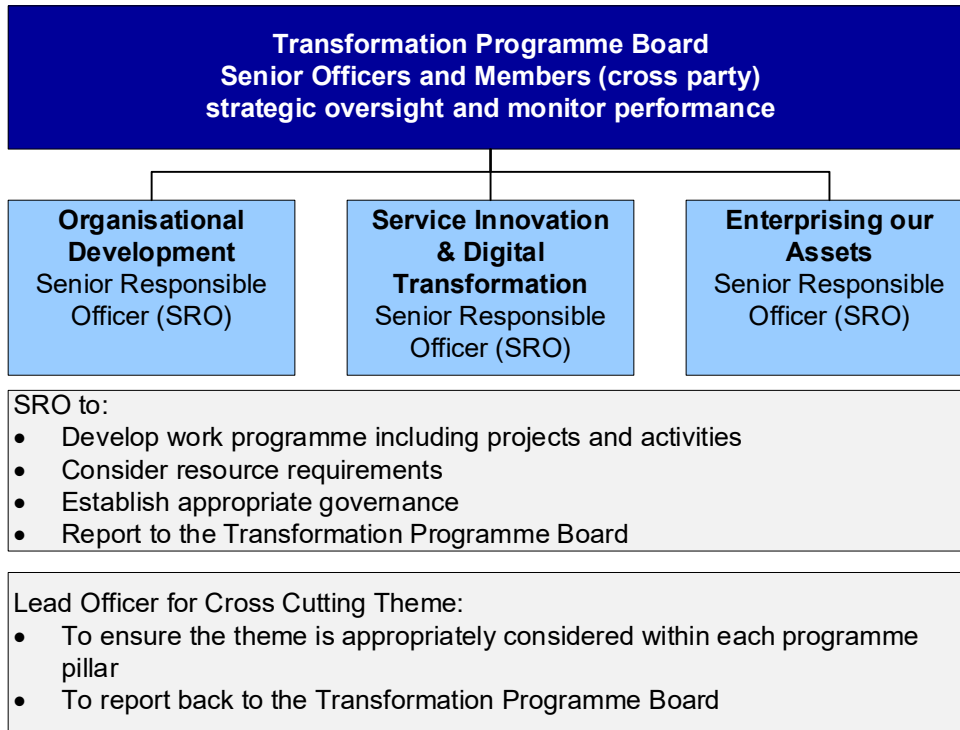 Transformation Programme Board
Senior Officers and Members (cross party)
strategic oversight and monitor performance
Organisational
Development
Senior Responsible
Officer (SRO)
Service Innovation
& Digital
Transformation
Senior Responsible
Officer (SRO)
Enterprising our
Assets
Senior Responsible
Officer (SRO)
SRO to:
• Develop work programme including projects and activities
• Consider resource requirements
• Establish appropriate governance
• Report to the Transformation Programme Board
Lead Officer for Cross Cutting Theme:
• To ensure the theme is appropriately considered within each programme
pillar
• To report back to the Transformation Programme Board